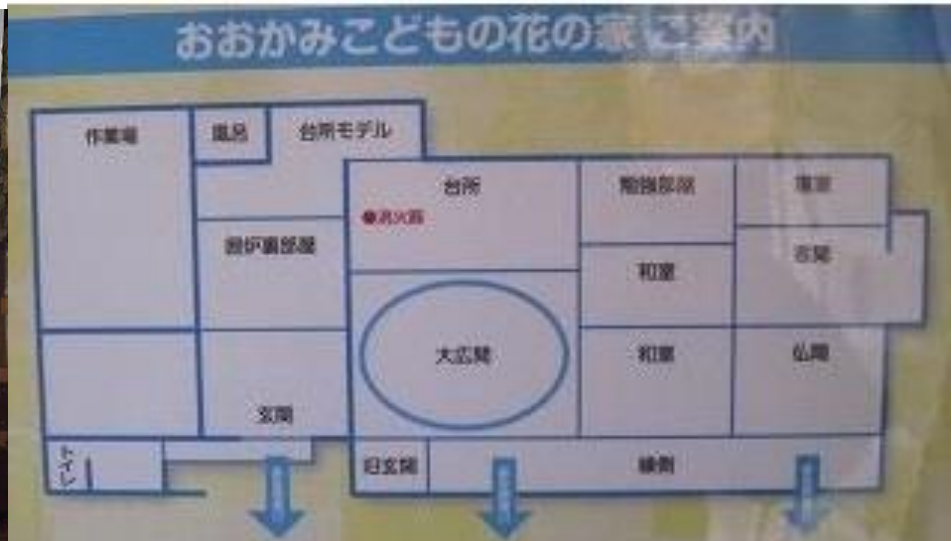 おおかみこどもの花の家 ご案内
作業場
風呂
台所モデル
台所
勉強部屋
寝室
●消火器
囲炉裏部屋
和室
玄関
大広間
和室
仏間
玄関
トイレ
旧玄関
縁側